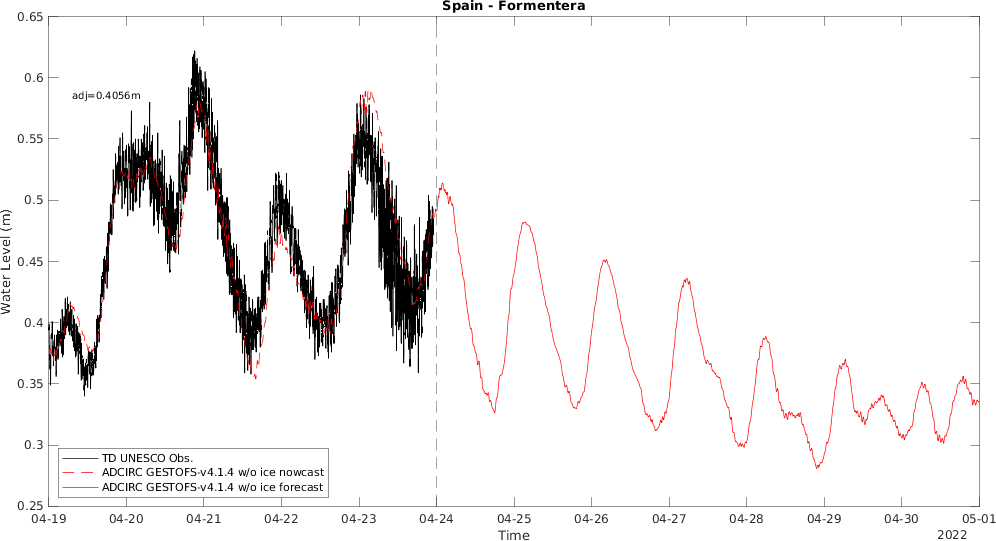 Spain - Formentera
0.65
0.6
0.55
0.5
0.45
0.4
0.35
0.3
0.25
Water Level (m)
adj=0.4056m
TD UNESCO Obs.
ADCIRC GESTOFS-v4.1.4 w/o ice nowcast
ADCIRC GESTOFS-v4.1.4 w/o ice forecast
04-19 04-20 04-21 04-22 04-23 04-24 04-25 04-26 04-27 04-28 04-29 04-30 05-01
Time
2022